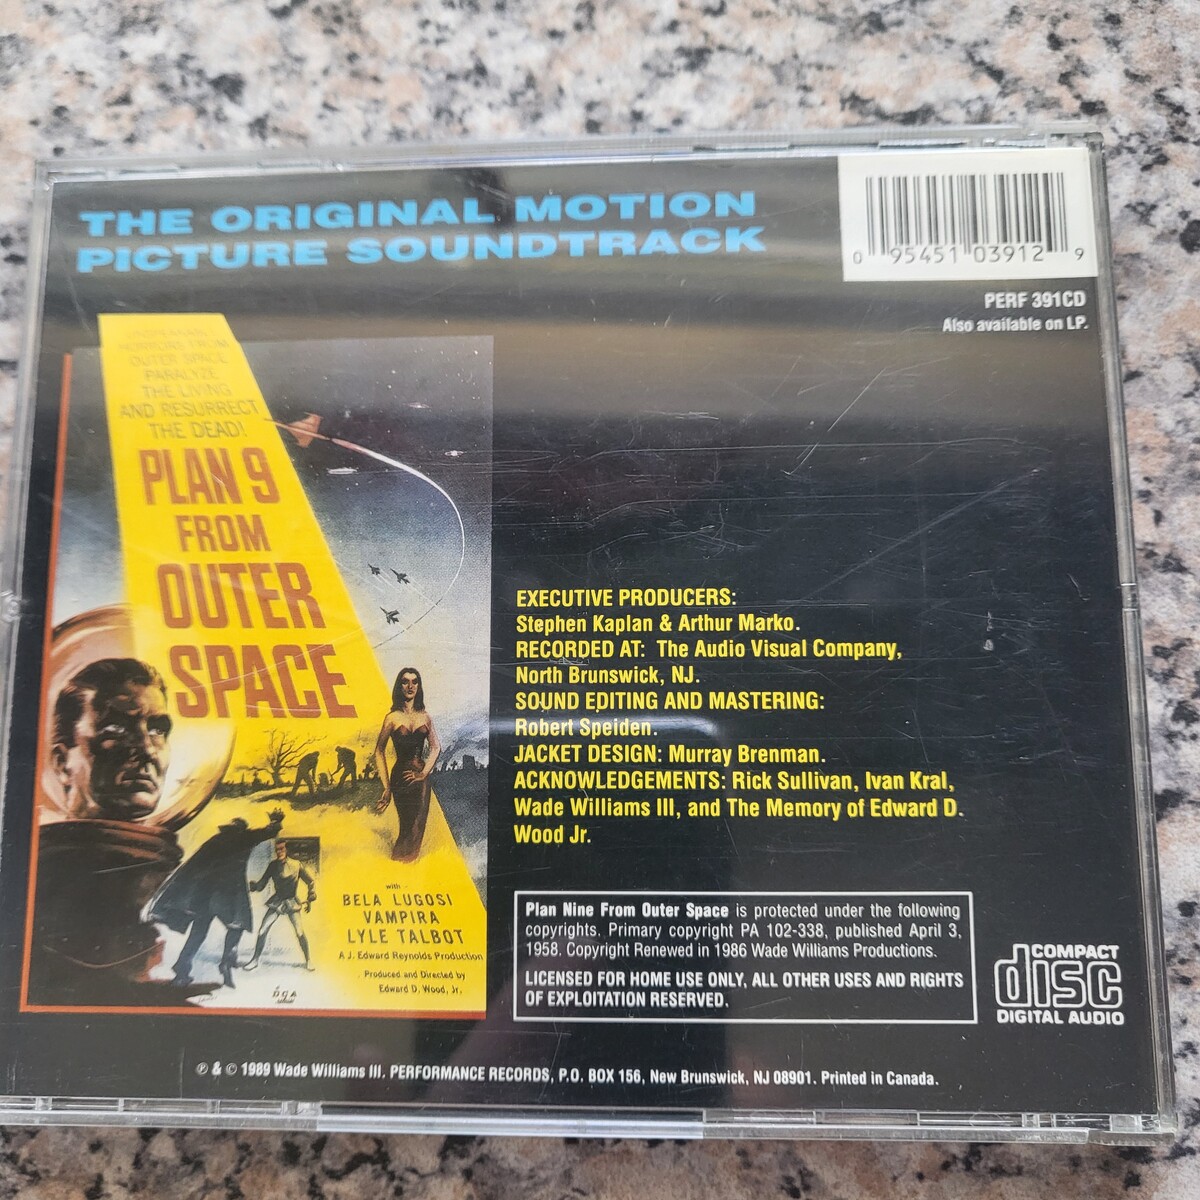 THE ORIGINAL MOTION
PICTURE SOUNDTRACK
0 95451 03912 9
PERF 391CD
Also available on LP.
HORRORS FROM
OUTER SPACE
PARALYZE
THE LIVING
AND RESURRECT
THE DEAD!
PLAN 9
FROM
OUTER
SPACE
with
BELA LUGOSI
VAMPIRA
LYLE TALBOT
A J. Edward Reynolds Production
Produced and Directed by
Edward D. Wood, Jr.
DCA
EXECUTIVE PRODUCERS:
Stephen Kaplan & Arthur Marko.
RECORDED AT: The Audio Visual Company,
North Brunswick, NJ.
SOUND EDITING AND MASTERING:
Robert Speiden.
JACKET DESIGN: Murray Brenman.
ACKNOWLEDGEMENTS: Rick Sullivan, Ivan Kral,
Wade Williams III, and The Memory of Edward D.
Wood Jr.
Plan Nine From Outer Space is protected under the following
copyrights. Primary copyright PA 102-338, published April 3,
1958. Copyright Renewed in 1986 Wade Williams Productions.
LICENSED FOR HOME USE ONLY, ALL OTHER USES AND RIGHTS
OF EXPLOITATION RESERVED.
COMPACT
disc
DIGITAL AUDIO
℗ & © 1989 Wade Williams III. PERFORMANCE RECORDS, P.O. BOX 156, New Brunswick, NJ 08901. Printed in Canada.